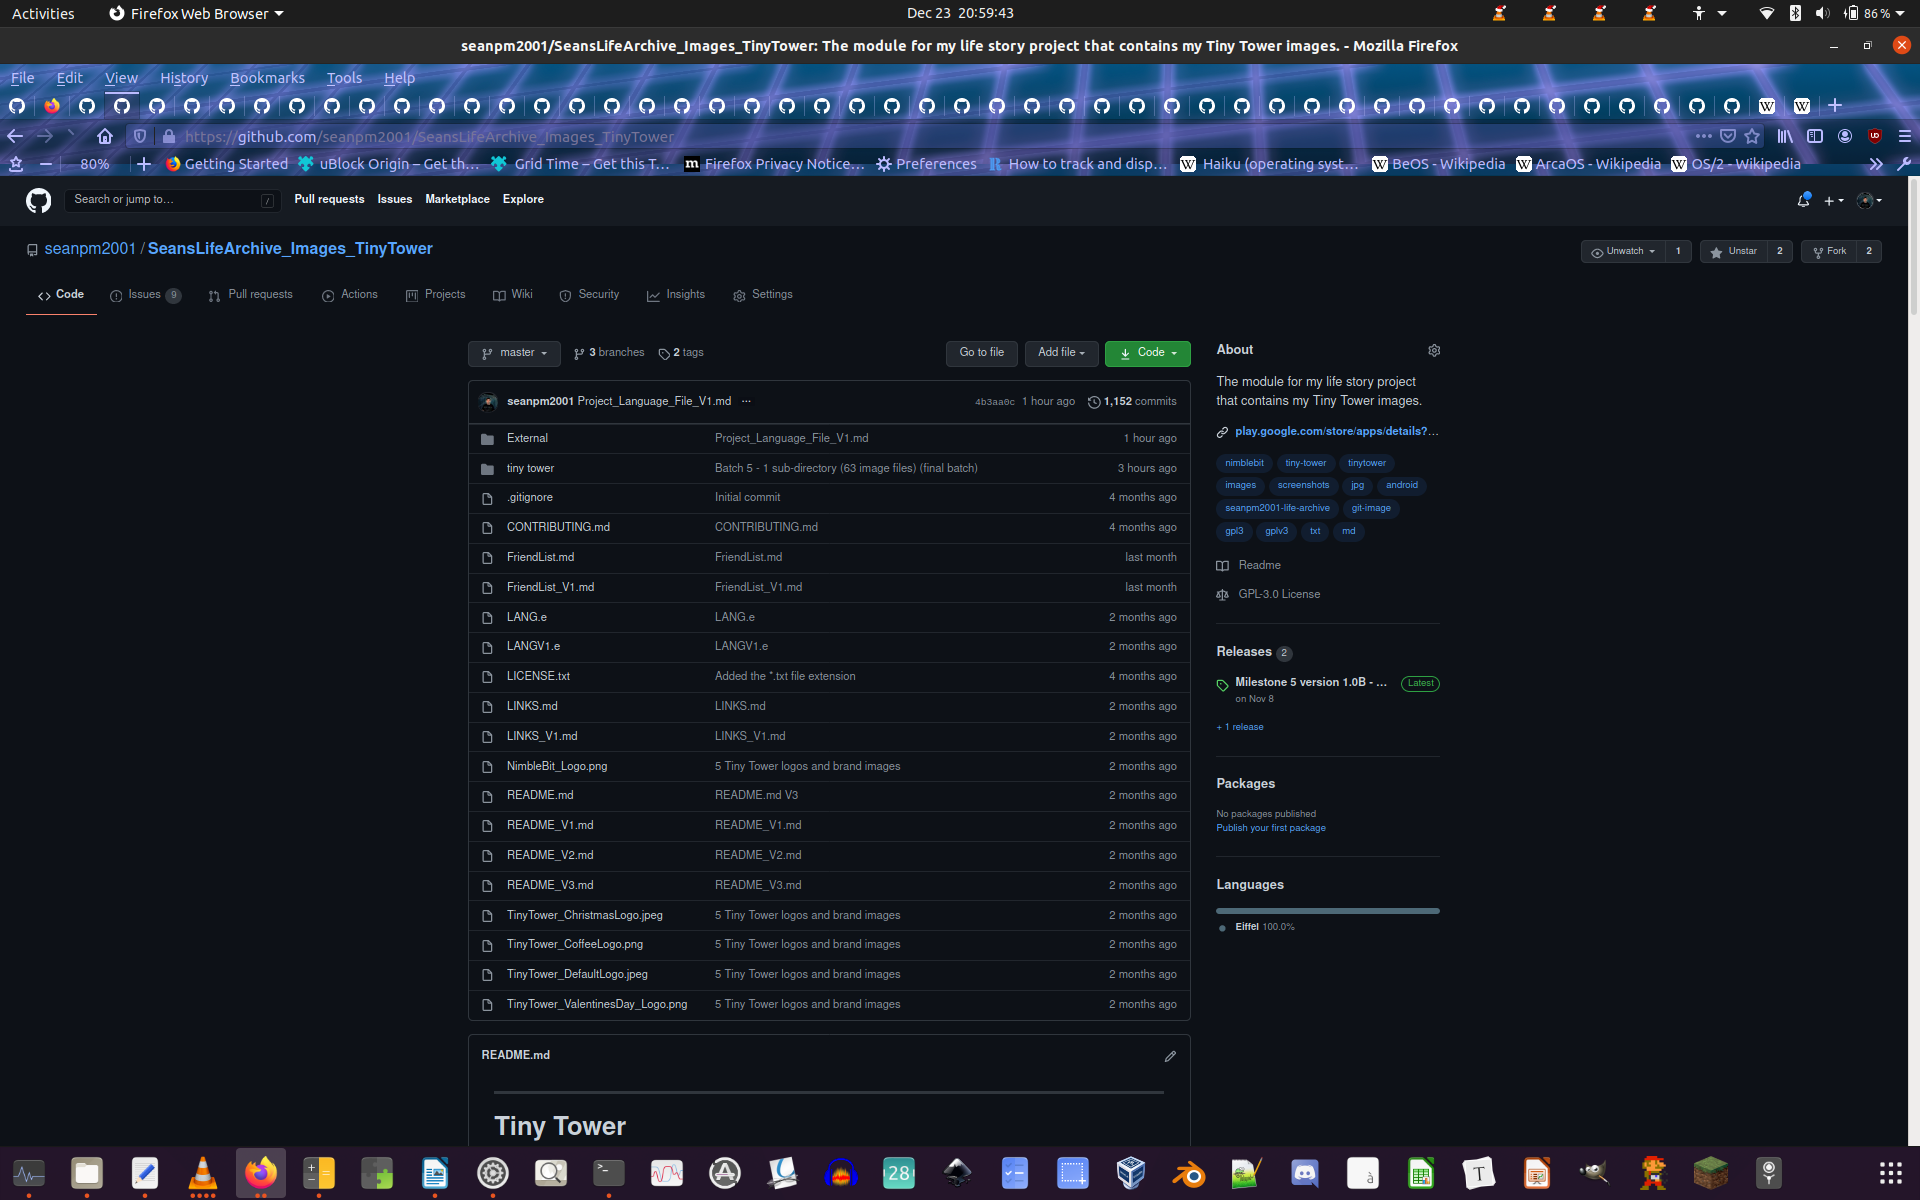 Activities Firefox Web Browser Dec 23 20:59:43 86 %
seanpm2001/SeansLifeArchive_Images_TinyTower: The module for my life story project that contains my Tiny Tower images. - Mozilla Firefox
File Edit View History Bookmarks Tools Help
https://github.com/seanpm2001/SeansLifeArchive_Images_TinyTower
80% Getting Started uBlock Origin – Get th… Grid Time – Get this T… Firefox Privacy Notice… Preferences How to track and disp… Haiku (operating syst… BeOS - Wikipedia ArcaOS - Wikipedia OS/2 - Wikipedia
Search or jump to… / Pull requests Issues Marketplace Explore
seanpm2001 / SeansLifeArchive_Images_TinyTower Unwatch 1 Unstar 2 Fork 2
Code Issues 9 Pull requests Actions Projects Wiki Security Insights Settings
master 3 branches 2 tags Go to file Add file Code
seanpm2001 Project_Language_File_V1.md … 4b3aa0c 1 hour ago 1,152 commits
External Project_Language_File_V1.md 1 hour ago
tiny tower Batch 5 - 1 sub-directory (63 image files) (final batch) 3 hours ago
.gitignore Initial commit 4 months ago
CONTRIBUTING.md CONTRIBUTING.md 4 months ago
FriendList.md FriendList.md last month
FriendList_V1.md FriendList_V1.md last month
LANG.e LANG.e 2 months ago
LANGV1.e LANGV1.e 2 months ago
LICENSE.txt Added the *.txt file extension 4 months ago
LINKS.md LINKS.md 2 months ago
LINKS_V1.md LINKS_V1.md 2 months ago
NimbleBit_Logo.png 5 Tiny Tower logos and brand images 2 months ago
README.md README.md V3 2 months ago
README_V1.md README_V1.md 2 months ago
README_V2.md README_V2.md 2 months ago
README_V3.md README_V3.md 2 months ago
TinyTower_ChristmasLogo.jpeg 5 Tiny Tower logos and brand images 2 months ago
TinyTower_CoffeeLogo.png 5 Tiny Tower logos and brand images 2 months ago
TinyTower_DefaultLogo.jpeg 5 Tiny Tower logos and brand images 2 months ago
TinyTower_ValentinesDay_Logo.png 5 Tiny Tower logos and brand images 2 months ago
README.md
Tiny Tower
About
The module for my life story project
that contains my Tiny Tower images.
play.google.com/store/apps/details?…
nimblebit tiny-tower tinytower
images screenshots jpg android
seanpm2001-life-archive git-image
gpl3 gplv3 txt md
Readme
GPL-3.0 License
Releases 2
Milestone 5 version 1.0B - … Latest
on Nov 8
+ 1 release
Packages
No packages published
Publish your first package
Languages
Eiffel 100.0%
28